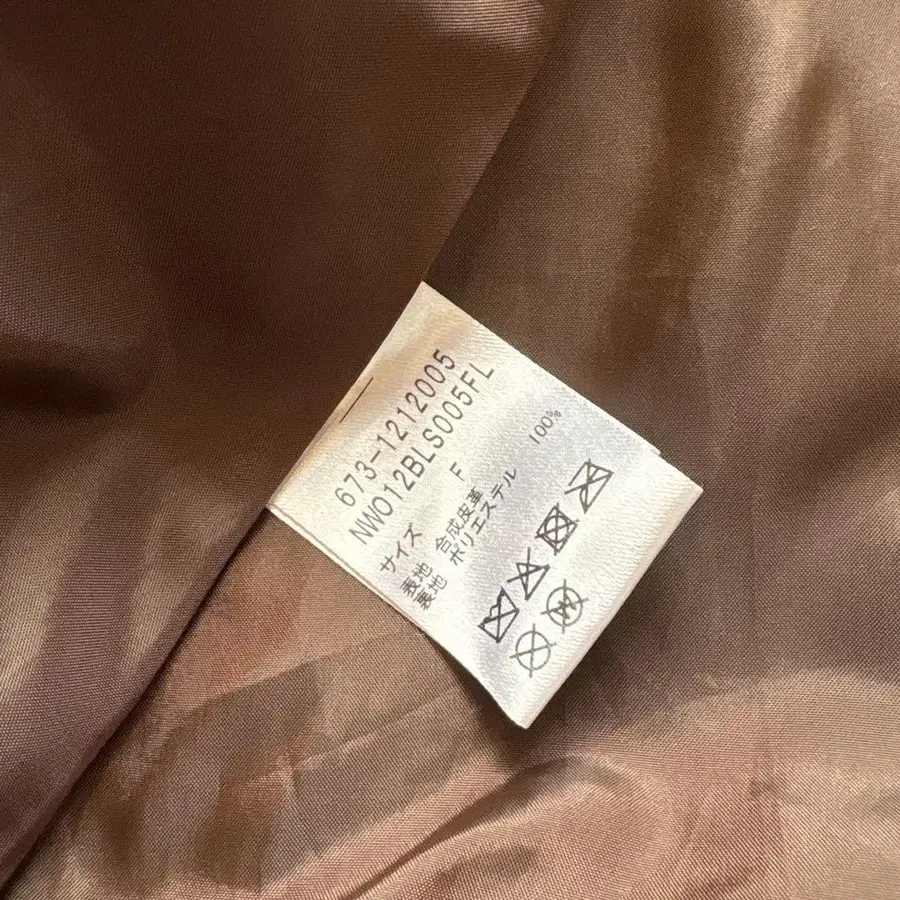 673-1212005
NW012BLS005FL
サイズ F
表地 合成皮革
裏地 ポリエステル 100%